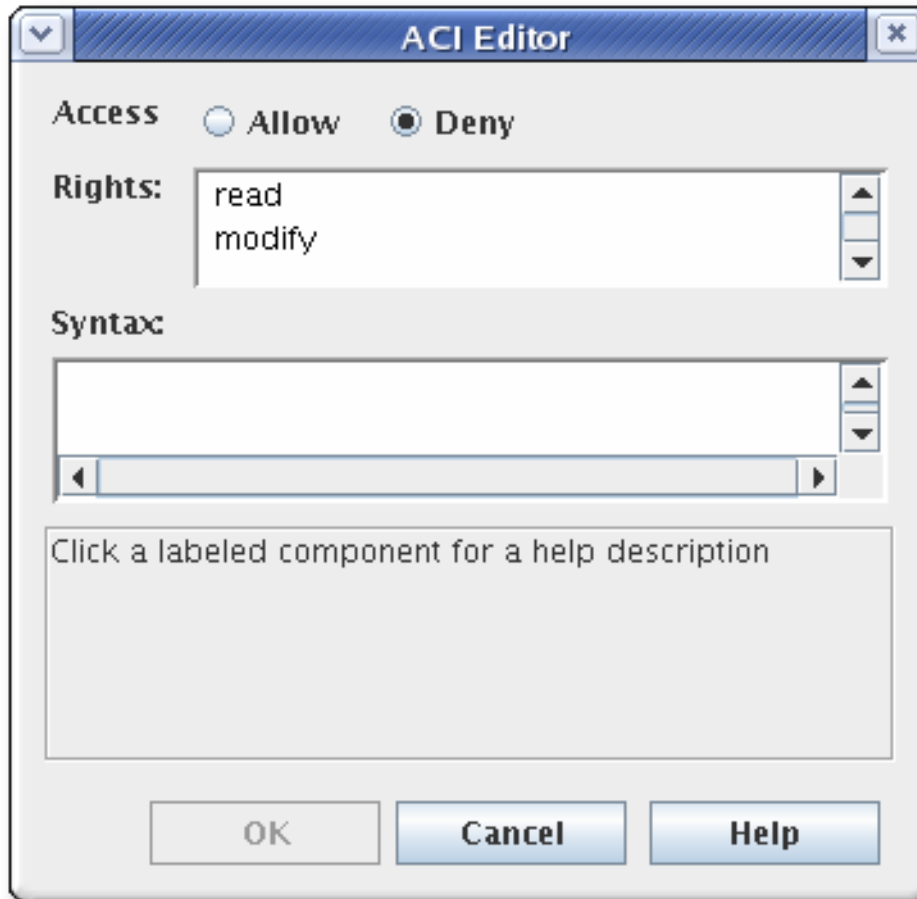 ACI Editor
Access Allow Deny
Rights: read
modify
Syntax:
Click a labeled component for a help description
OK Cancel Help